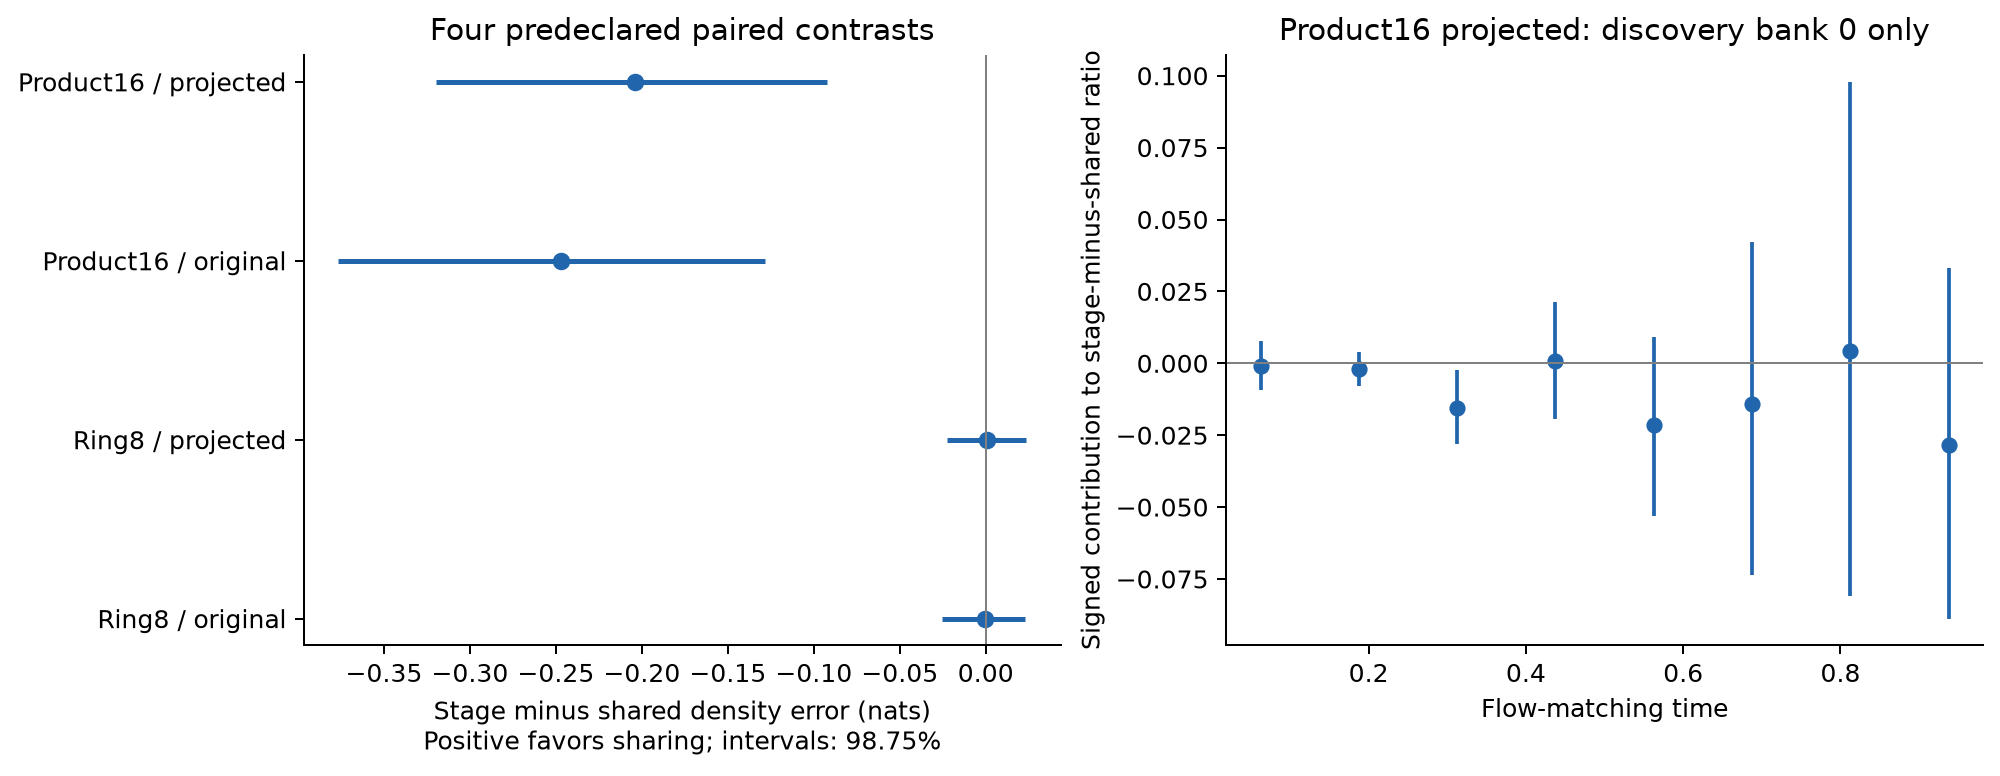 Four predeclared paired contrasts
Product16 / projected
Product16 / original
Ring8 / projected
Ring8 / original
−0.35 −0.30 −0.25 −0.20 −0.15 −0.10 −0.05 0.00
Stage minus shared density error (nats)
Positive favors sharing; intervals: 98.75%
Product16 projected: discovery bank 0 only
Signed contribution to stage-minus-shared ratio
0.100
0.075
0.050
0.025
0.000
−0.025
−0.050
−0.075
0.2 0.4 0.6 0.8
Flow-matching time